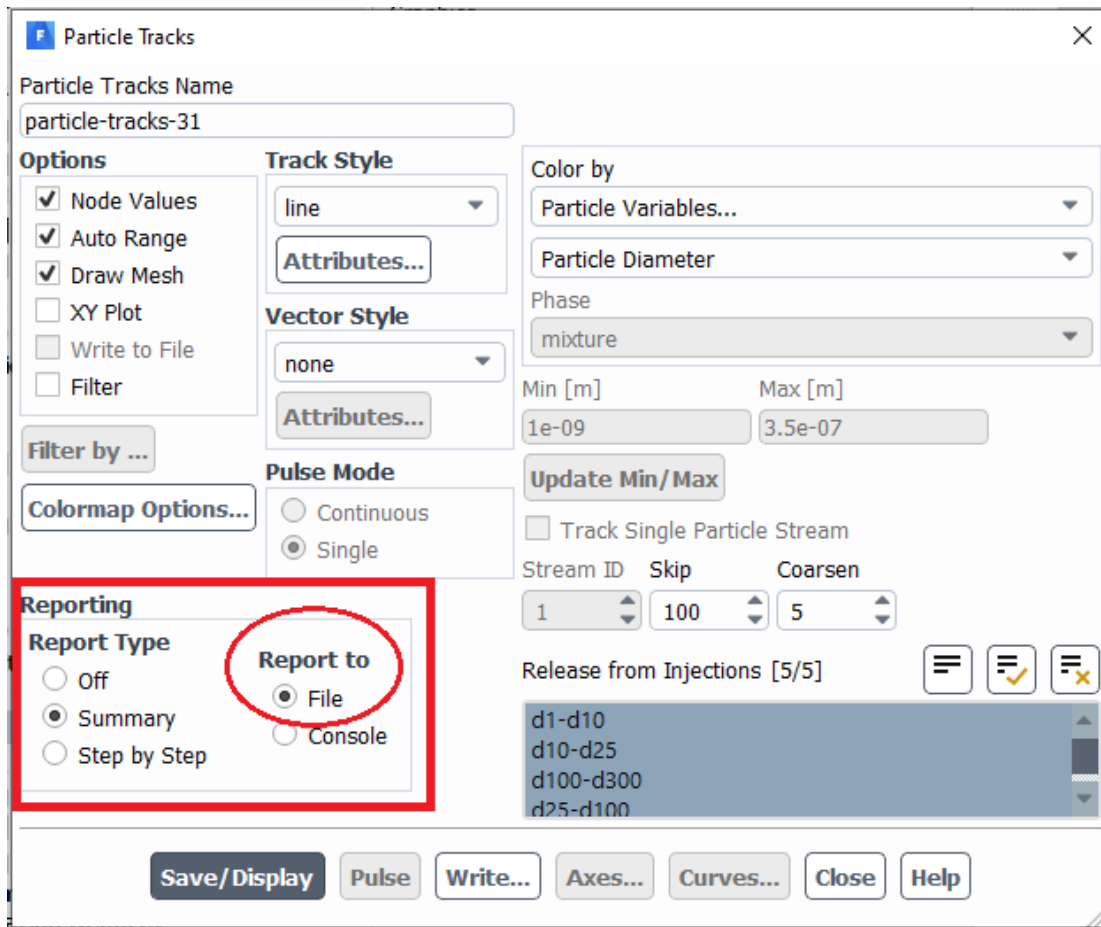 F Particle Tracks
Particle Tracks Name
particle-tracks-31
Options
Node Values
Auto Range
Draw Mesh
XY Plot
Write to File
Filter
Filter by ...
Colormap Options...
Track Style
line
Attributes...
Vector Style
none
Attributes...
Pulse Mode
Continuous
Single
Color by
Particle Variables...
Particle Diameter
Phase
mixture
Min [m] Max [m]
1e-09 3.5e-07
Update Min/Max
Track Single Particle Stream
Stream ID Skip Coarsen
1 100 5
Reporting
Report Type
Off
Summary
Step by Step
Report to
File
Console
Release from Injections [5/5]
d1-d10
d10-d25
d100-d300
d25-d100
Save/Display Pulse Write... Axes... Curves... Close Help